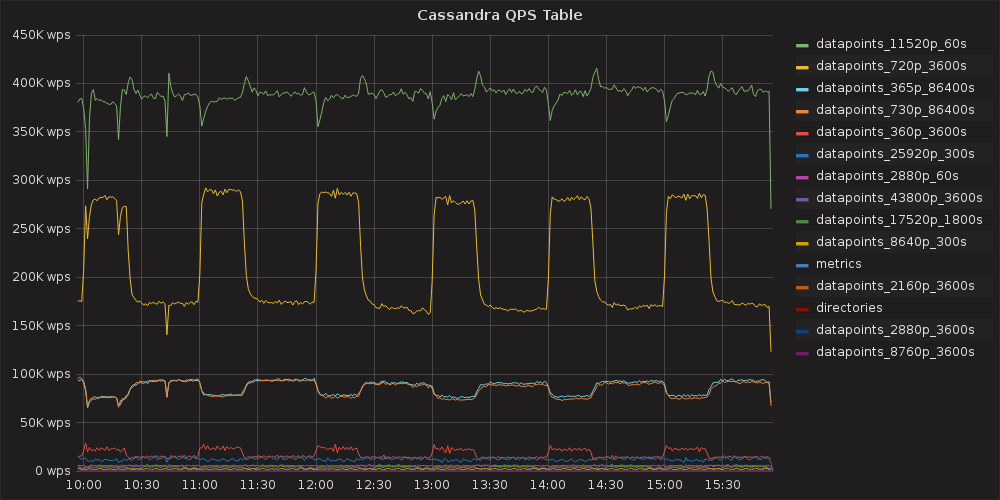 Cassandra QPS Table
450K wps
400K wps
350K wps
300K wps
250K wps
200K wps
150K wps
100K wps
50K wps
0 wps
10:00 10:30 11:00 11:30 12:00 12:30 13:00 13:30 14:00 14:30 15:00 15:30
datapoints_11520p_60s
datapoints_720p_3600s
datapoints_365p_86400s
datapoints_730p_86400s
datapoints_360p_3600s
datapoints_25920p_300s
datapoints_2880p_60s
datapoints_43800p_3600s
datapoints_17520p_1800s
datapoints_8640p_300s
metrics
datapoints_2160p_3600s
directories
datapoints_2880p_3600s
datapoints_8760p_3600s